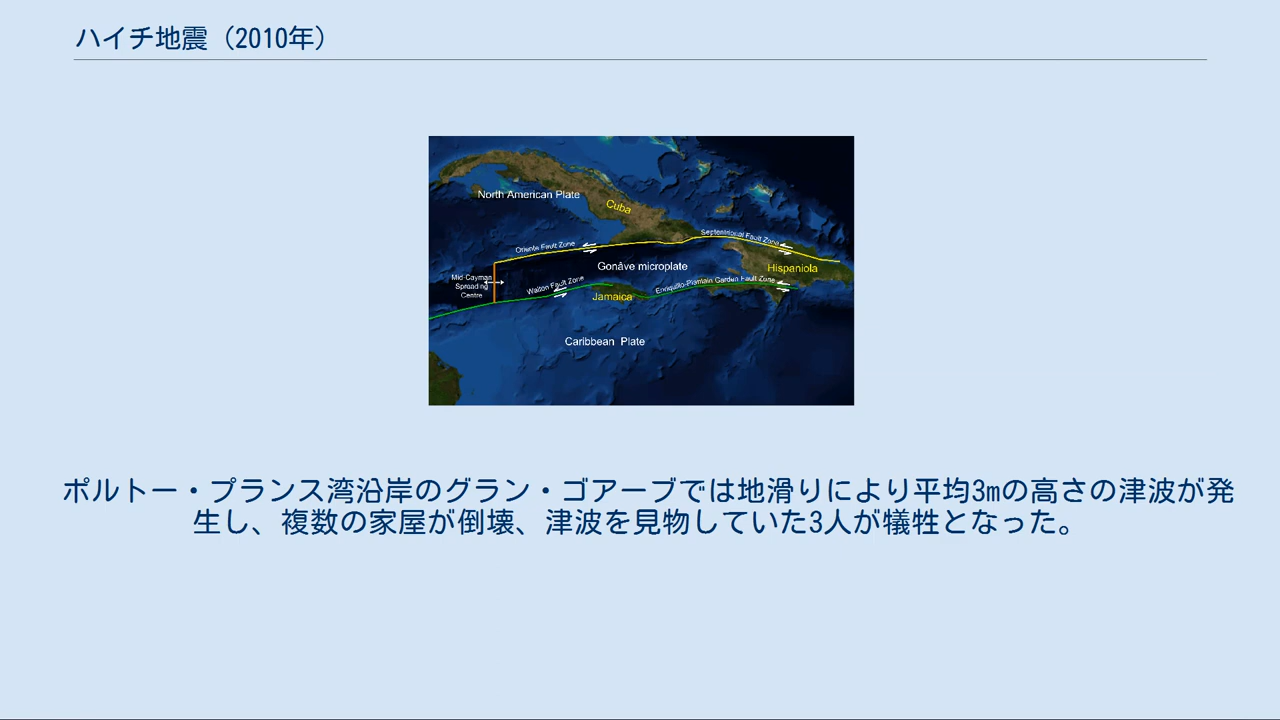 ハイチ地震（2010年）
North American Plate
Cuba
Septentrional Fault Zone
Oriente Fault Zone
Gonâve microplate
Hispaniola
Mid-Cayman
Spreading
Centre
Walton Fault Zone
Enriquillo-Plantain Garden Fault Zone
Jamaica
Caribbean Plate
ポルトー・プランス湾沿岸のグラン・ゴアーブでは地滑りにより平均3mの高さの津波が発
生し、複数の家屋が倒壊、津波を見物していた3人が犠牲となった。